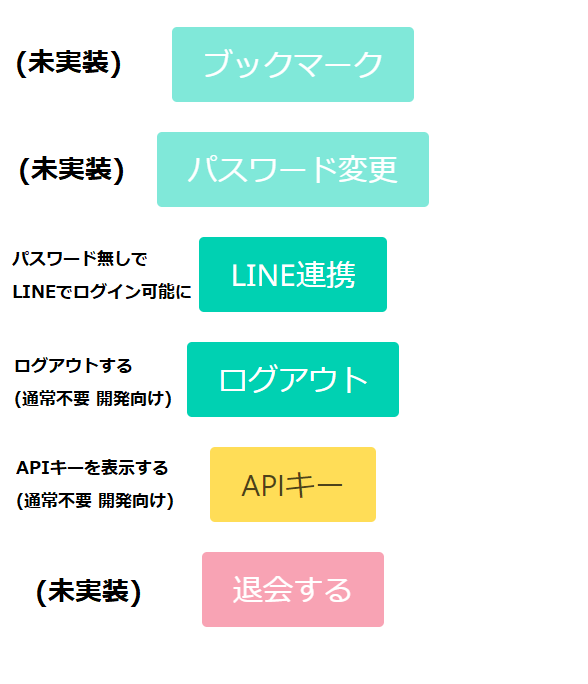 (未実装) ブックマーク
(未実装) パスワード変更
パスワード無しで
LINEでログイン可能に
LINE連携
ログアウトする
(通常不要 開発向け)
ログアウト
APIキーを表示する
(通常不要 開発向け)
APIキー
(未実装) 退会する